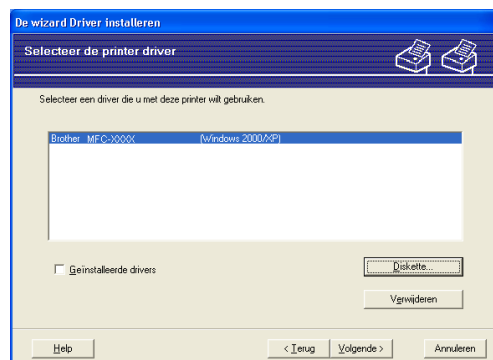 De wizard Driver installeren
Selecteer de printer driver
Selecteer een driver die u met deze printer wilt gebruiken.
Brother MFC-XXXX (Windows 2000/XP)
Geïnstalleerde drivers
Diskette...
Verwijderen
Help
< Terug
Volgende >
Annuleren